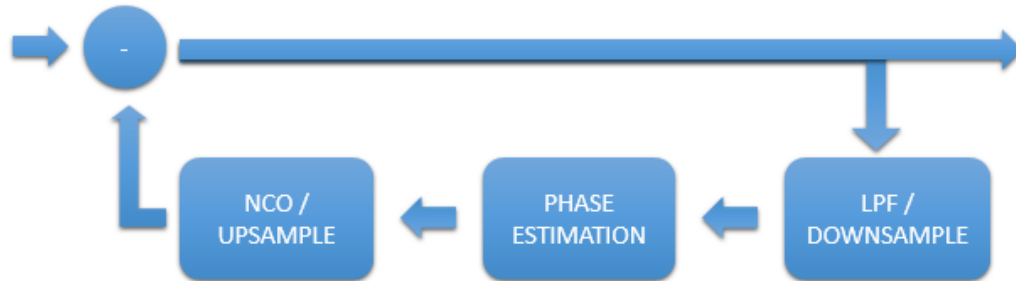 -
NCO /
UPSAMPLE
PHASE
ESTIMATION
LPF /
DOWNSAMPLE